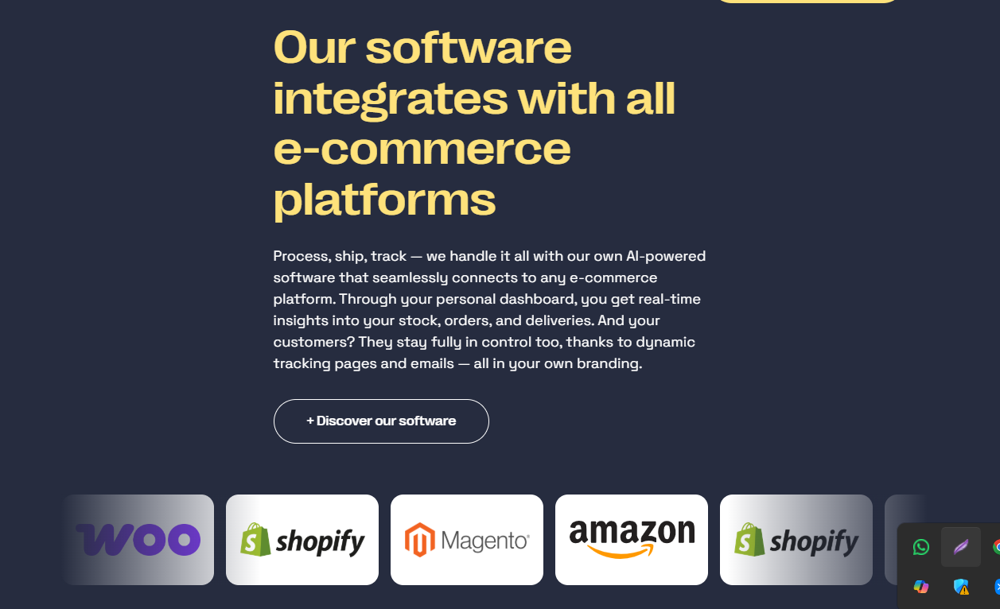 Our software
integrates with all
e-commerce
platforms
Process, ship, track — we handle it all with our own AI-powered
software that seamlessly connects to any e-commerce
platform. Through your personal dashboard, you get real-time
insights into your stock, orders, and deliveries. And your
customers? They stay fully in control too, thanks to dynamic
tracking pages and emails — all in your own branding.
+ Discover our software
woo
shopify
Magento®
amazon
shopify